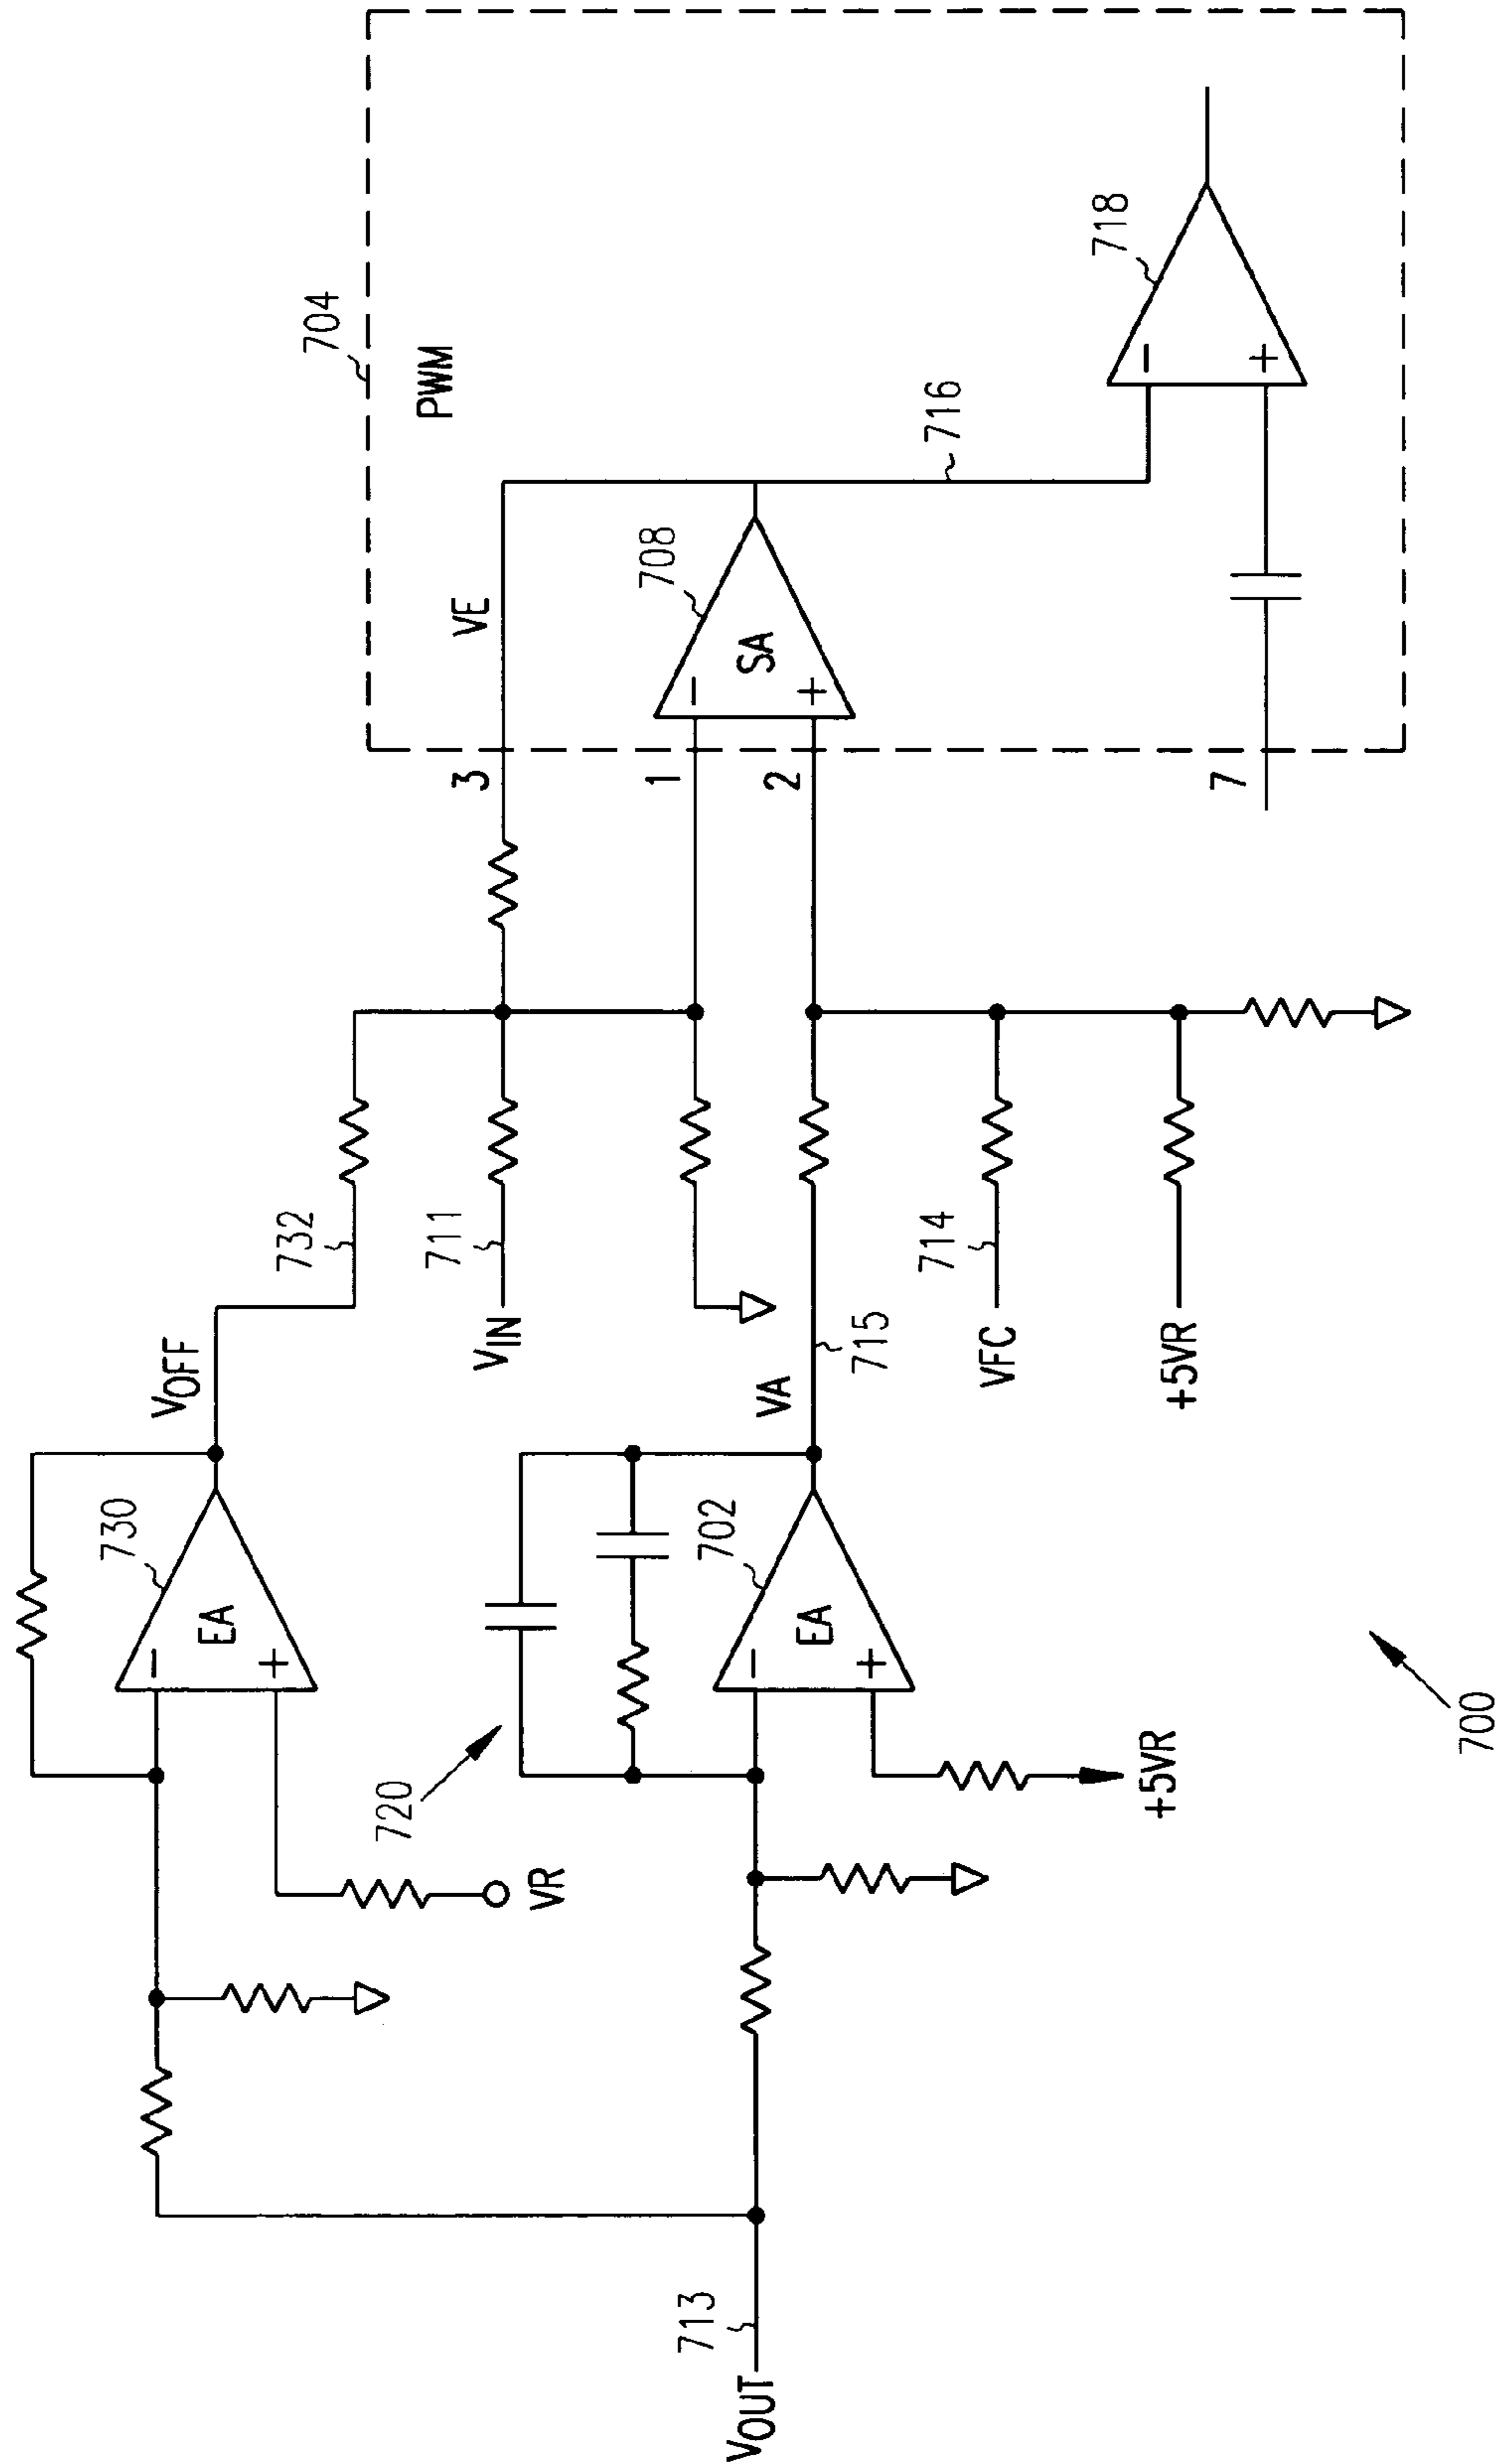 704
PWM
718
716
708
SA
−
+
−
+
VE
3
1
2
7
732
711
714
715
VOFF
VIN
VA
VFC
+5VR
730
EA
−
+
702
EA
−
+
720
VR
+5VR
700
713
VOUT